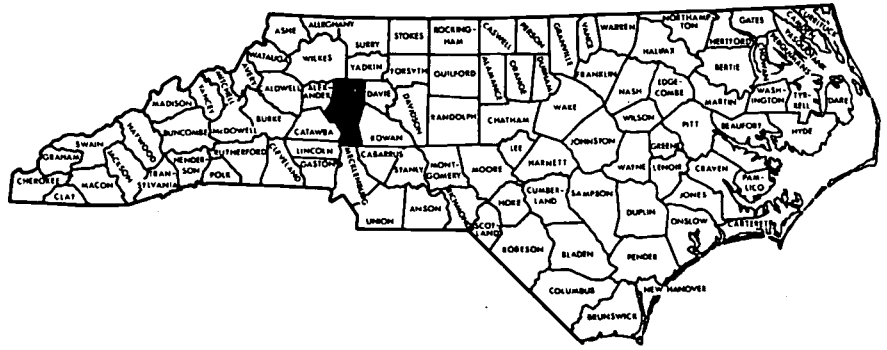 ASHE
ALLEGHANY
SURRY
STOKES
ROCKING-
HAM
CASWELL
PERSON
GRANVILLE
VANCE
WARREN
NORTHAMP-
TON
GATES
HERTFORD
CURRITUCK
HALIFAX
BERTIE
WATAUGA
WILKES
YADKIN
FORSYTH
GUILFORD
ALAMANCE
ORANGE
DURHAM
FRANKLIN
NASH
EDGE-
COMBE
MARTIN
WASH-
INGTON
TYR-
RELL
DARE
MADISON
YANCEY
MITCHELL
AVERY
CALDWELL
ALEX-
ANDER
DAVIE
DAVIDSON
RANDOLPH
CHATHAM
WAKE
WILSON
PITT
BEAUFORT
HYDE
BUNCOMBE
McDOWELL
BURKE
CATAWBA
ROWAN
HAYWOOD
SWAIN
GRAHAM
CHEROKEE
CLAY
MACON
JACKSON
TRAN
SYLVANIA
HENDER-
SON
POLK
RUTHERFORD
CLEVELAND
LINCOLN
GASTON
MECKLENBURG
CABARRUS
STANLY
MONT-
GOMERY
MOORE
LEE
HARNETT
JOHNSTON
WAYNE
GREENE
LENOIR
CRAVEN
PAM-
LICO
JONES
CARTERET
UNION
ANSON
RICHMOND
SCOT-
LAND
HOKE
CUMBER-
LAND
SAMPSON
DUPLIN
ONSLOW
ROBESON
BLADEN
PENDER
COLUMBUS
NEW HANOVER
BRUNSWICK